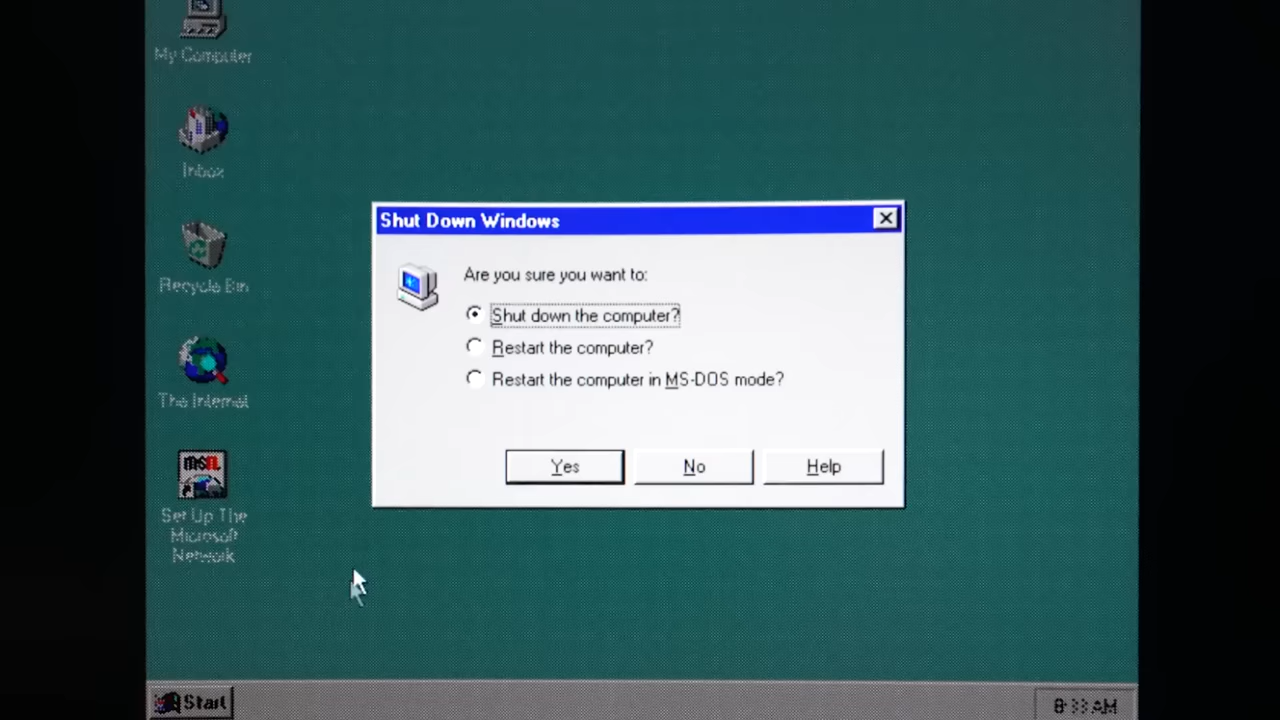 My Computer
Inbox
Recycle Bin
The Internet
msn.
Set Up The
Microsoft
Network
Shut Down Windows
Are you sure you want to:
Shut down the computer?
Restart the computer?
Restart the computer in MS-DOS mode?
Yes
No
Help
Start
AM